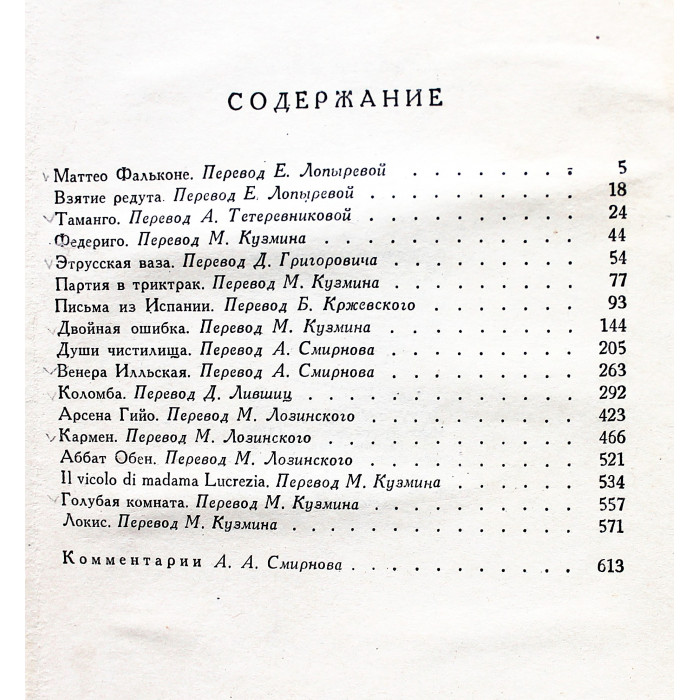 СОДЕРЖАНИЕ
Маттео Фальконе. Перевод Е. Лопыревой . . . . . . . . 5
Взятие редута. Перевод Е. Лопыревой . . . . . . . . . 18
Таманго. Перевод А. Тетеревниковой . . . . . . . . . 24
Федериго. Перевод М. Кузмина . . . . . . . . . . . 44
Этрусская ваза. Перевод Д. Григоровича . . . . . . . . 54
Партия в триктрак. Перевод М. Кузмина . . . . . . . . 77
Письма из Испании. Перевод Б. Кржевского . . . . . . . 93
Двойная ошибка. Перевод М. Кузмина . . . . . . . . . 144
Души чистилища. Перевод А. Смирнова . . . . . . . . 205
Венера Илльская. Перевод А. Смирнова . . . . . . . . 263
Коломба. Перевод Д. Лившиц . . . . . . . . . . . 292
Арсена Гийо. Перевод М. Лозинского . . . . . . . . . 423
Кармен. Перевод М. Лозинского . . . . . . . . . . 466
Аббат Обен. Перевод М. Лозинского . . . . . . . . . 521
Il vicolo di madama Lucrezia. Перевод М. Кузмина . . . . . . 534
Голубая комната. Перевод М. Кузмина . . . . . . . . 557
Локис. Перевод М. Кузмина . . . . . . . . . . . 571
Комментарии А. А. Смирнова . . . . . . . . . . 613